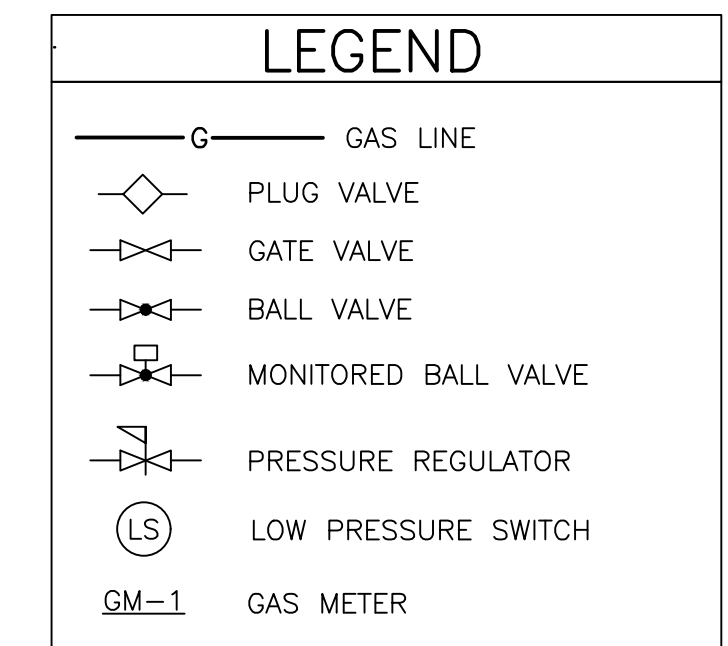 LEGEND
G GAS LINE
PLUG VALVE
GATE VALVE
BALL VALVE
MONITORED BALL VALVE
PRESSURE REGULATOR
LS LOW PRESSURE SWITCH
GM-1 GAS METER